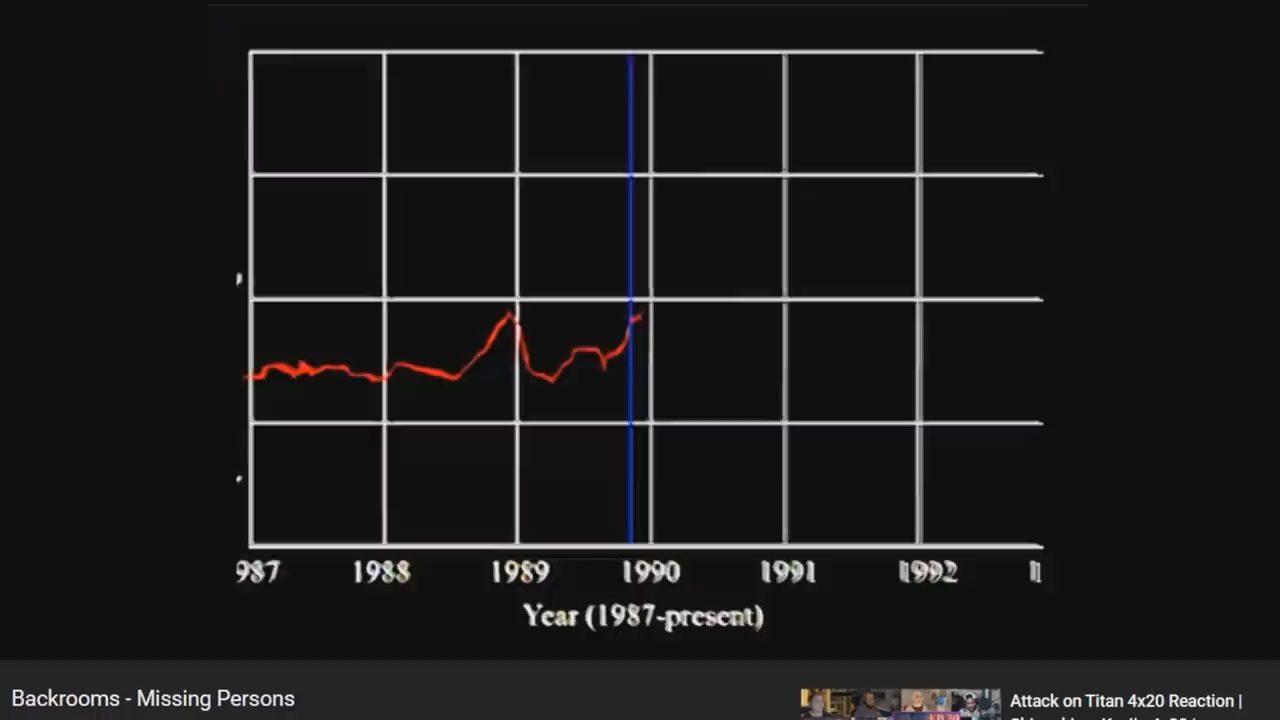 987 1988 1989 1990 1991 1992
Year (1987-present)
Backrooms - Missing Persons
Attack on Titan 4x20 Reaction |